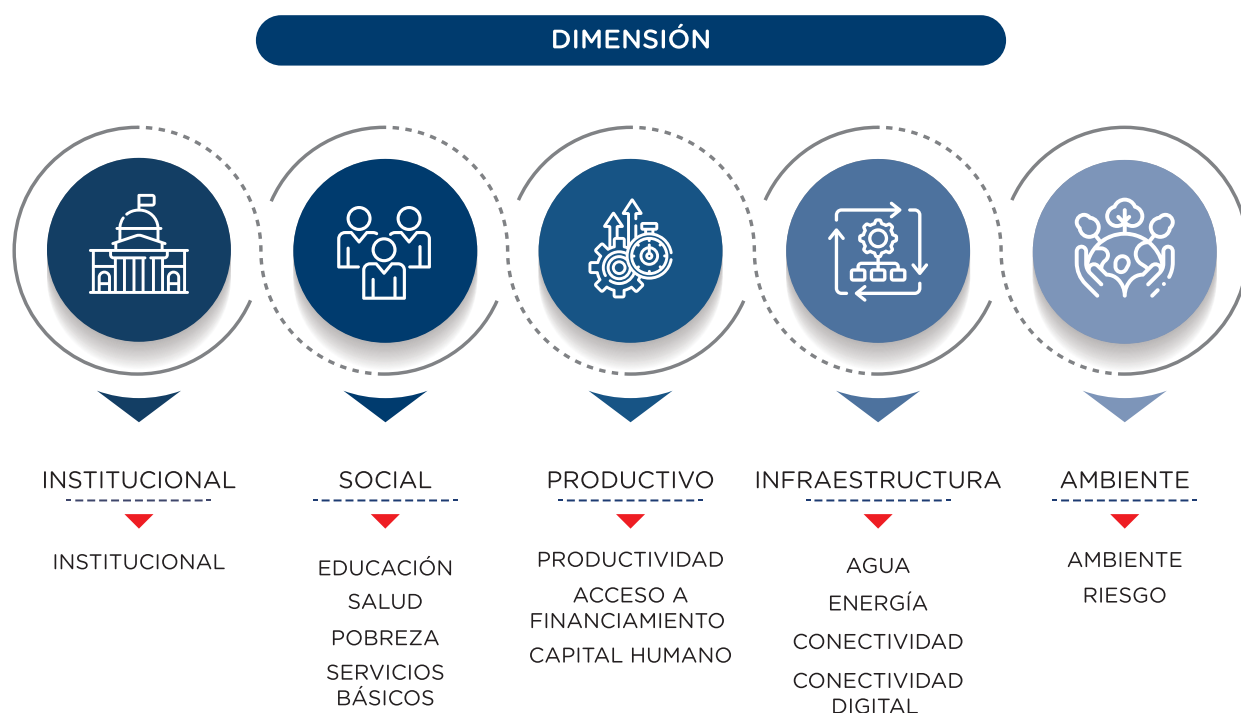 DIMENSIÓN
INSTITUCIONAL
INSTITUCIONAL
SOCIAL
EDUCACIÓN
SALUD
POBREZA
SERVICIOS
BÁSICOS
PRODUCTIVO
PRODUCTIVIDAD
ACCESO A
FINANCIAMIENTO
CAPITAL HUMANO
INFRAESTRUCTURA
AGUA
ENERGÍA
CONECTIVIDAD
CONECTIVIDAD
DIGITAL
AMBIENTE
AMBIENTE
RIESGO